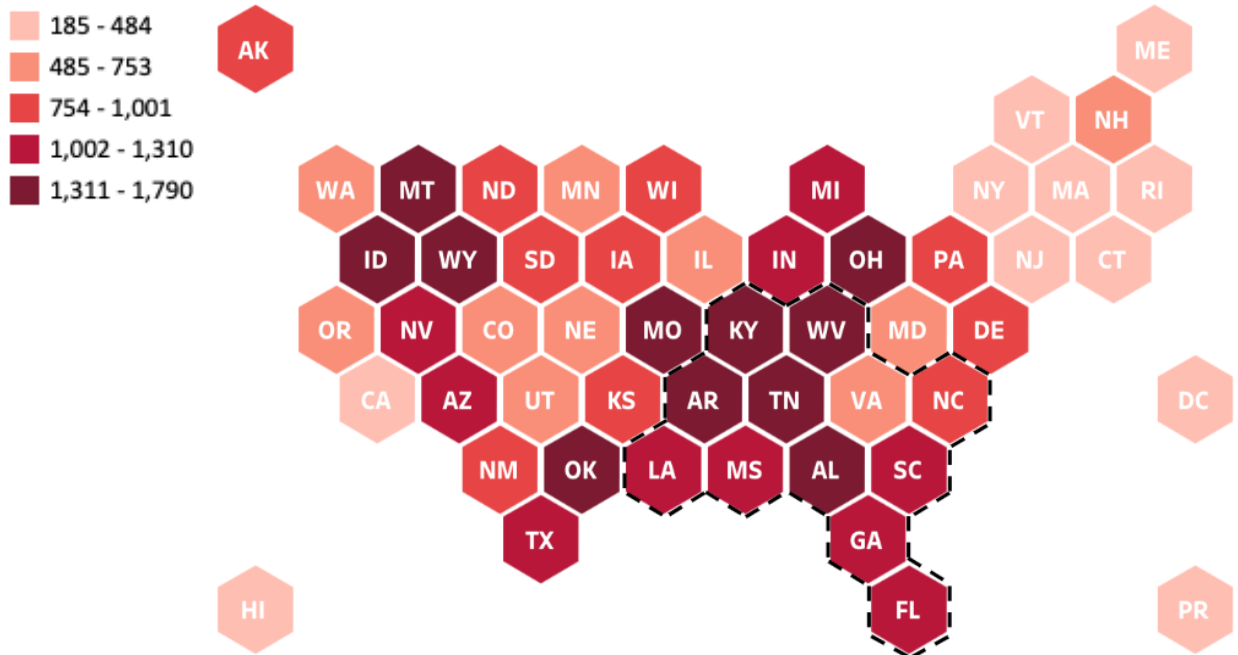 185 - 484
485 - 753
754 - 1,001
1,002 - 1,310
1,311 - 1,790
AK
ME
VT NH
WA MT ND MN WI MI NY MA RI
ID WY SD IA IL IN OH PA NJ CT
OR NV CO NE MO KY WV MD DE
CA AZ UT KS AR TN VA NC DC
NM OK LA MS AL SC
TX GA
HI FL PR